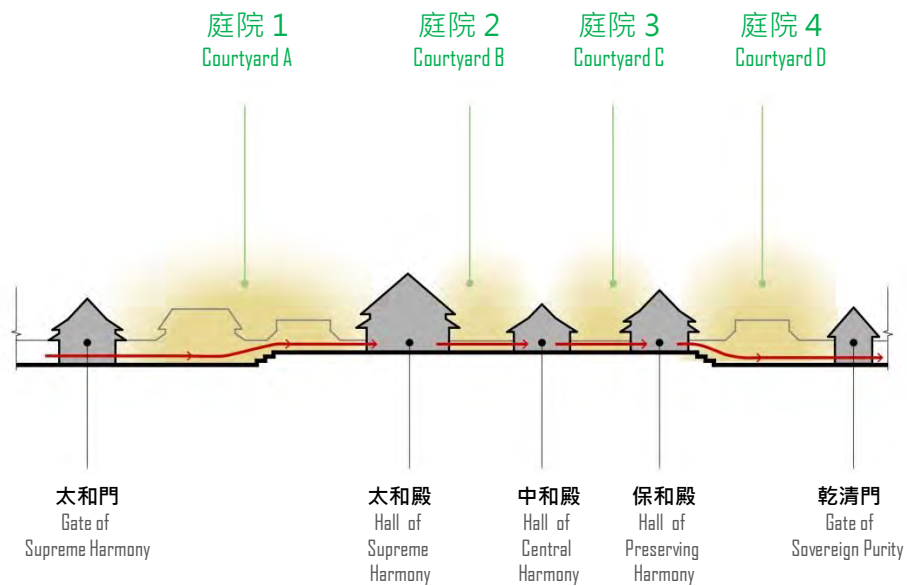 庭院 1
Courtyard A
庭院 2
Courtyard B
庭院 3
Courtyard C
庭院 4
Courtyard D
太和門
Gate of
Supreme Harmony
太和殿
Hall of
Supreme
Harmony
中和殿
Hall of
Central
Harmony
保和殿
Hall of
Preserving
Harmony
乾清門
Gate of
Sovereign Purity